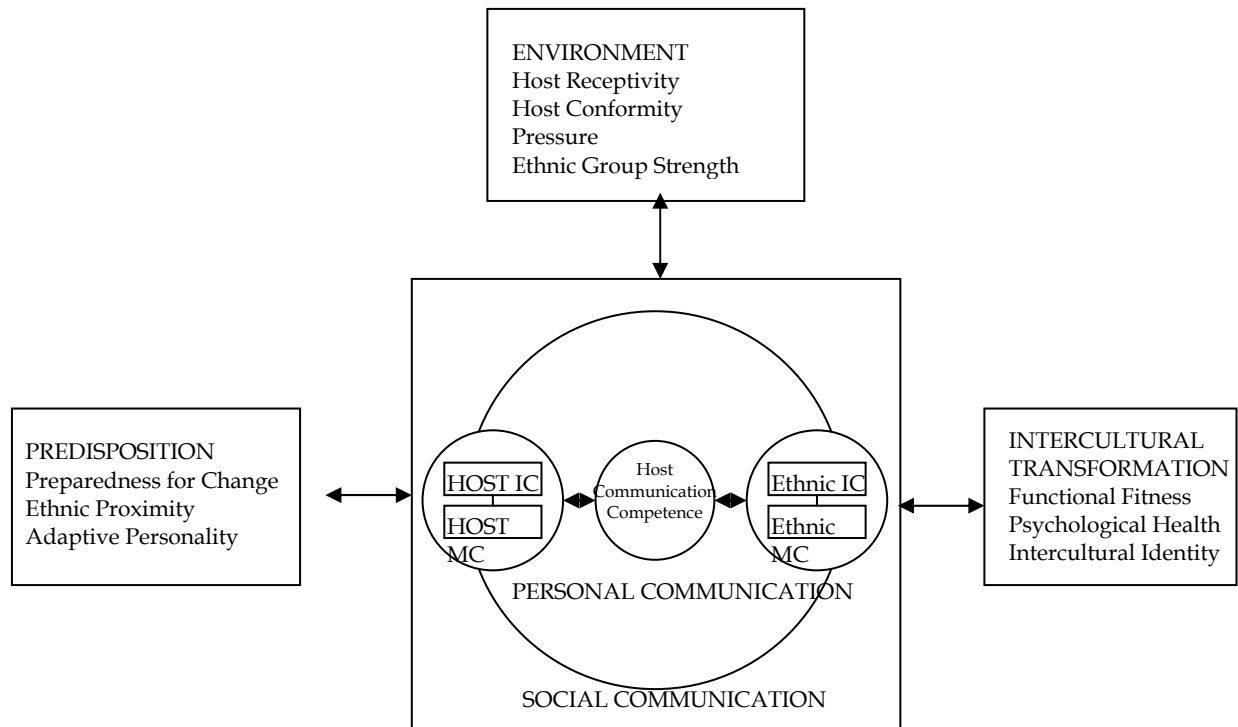 ENVIRONMENT
Host Receptivity
Host Conformity
Pressure
Ethnic Group Strength
PREDISPOSITION
Preparedness for Change
Ethnic Proximity
Adaptive Personality
HOST IC
HOST
MC
Host
Communication
Competence
Ethnic IC
Ethnic
MC
PERSONAL COMMUNICATION
SOCIAL COMMUNICATION
INTERCULTURAL
TRANSFORMATION
Functional Fitness
Psychological Health
Intercultural Identity